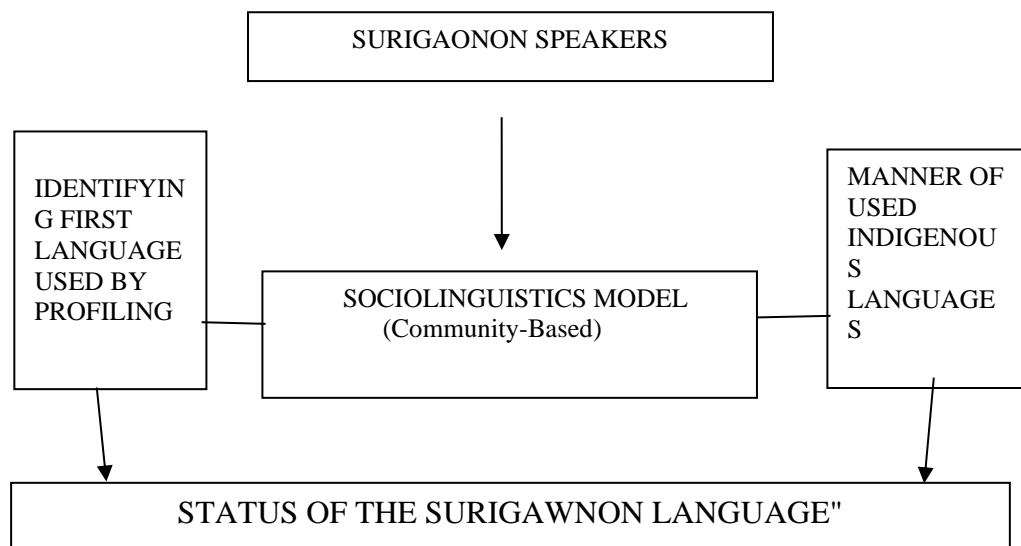 SURIGAONON SPEAKERS
IDENTIFYIN
G FIRST
LANGUAGE
USED BY
PROFILING
SOCIOLINGUISTICS MODEL
(Community-Based)
MANNER OF
USED
INDIGENOU
S
LANGUAGE
S
STATUS OF THE SURIGAWNON LANGUAGE"